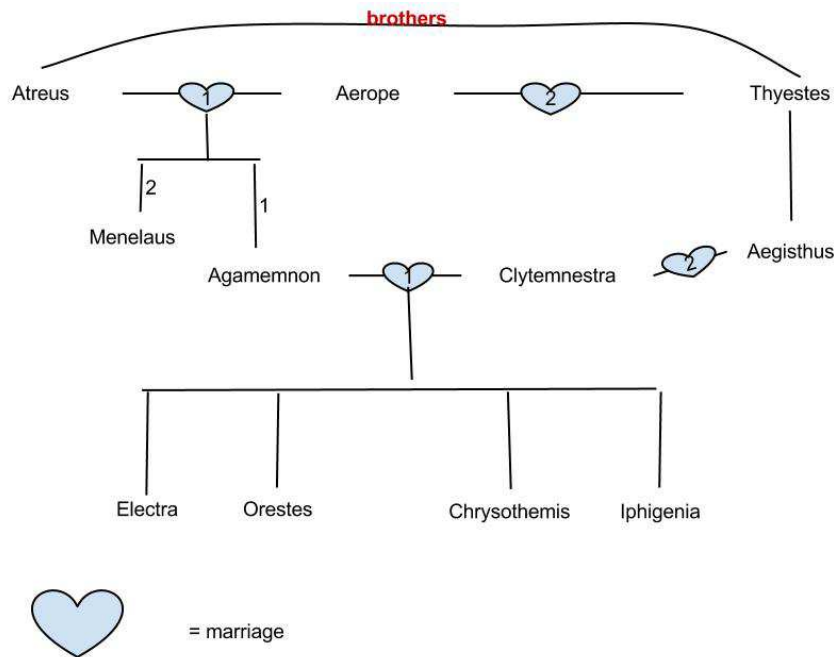 brothers
Atreus 1 Aerope 2 Thyestes
2 1
Menelaus
Agamemnon 1 Clytemnestra 2 Aegisthus
Electra Orestes Chrysothemis Iphigenia
= marriage